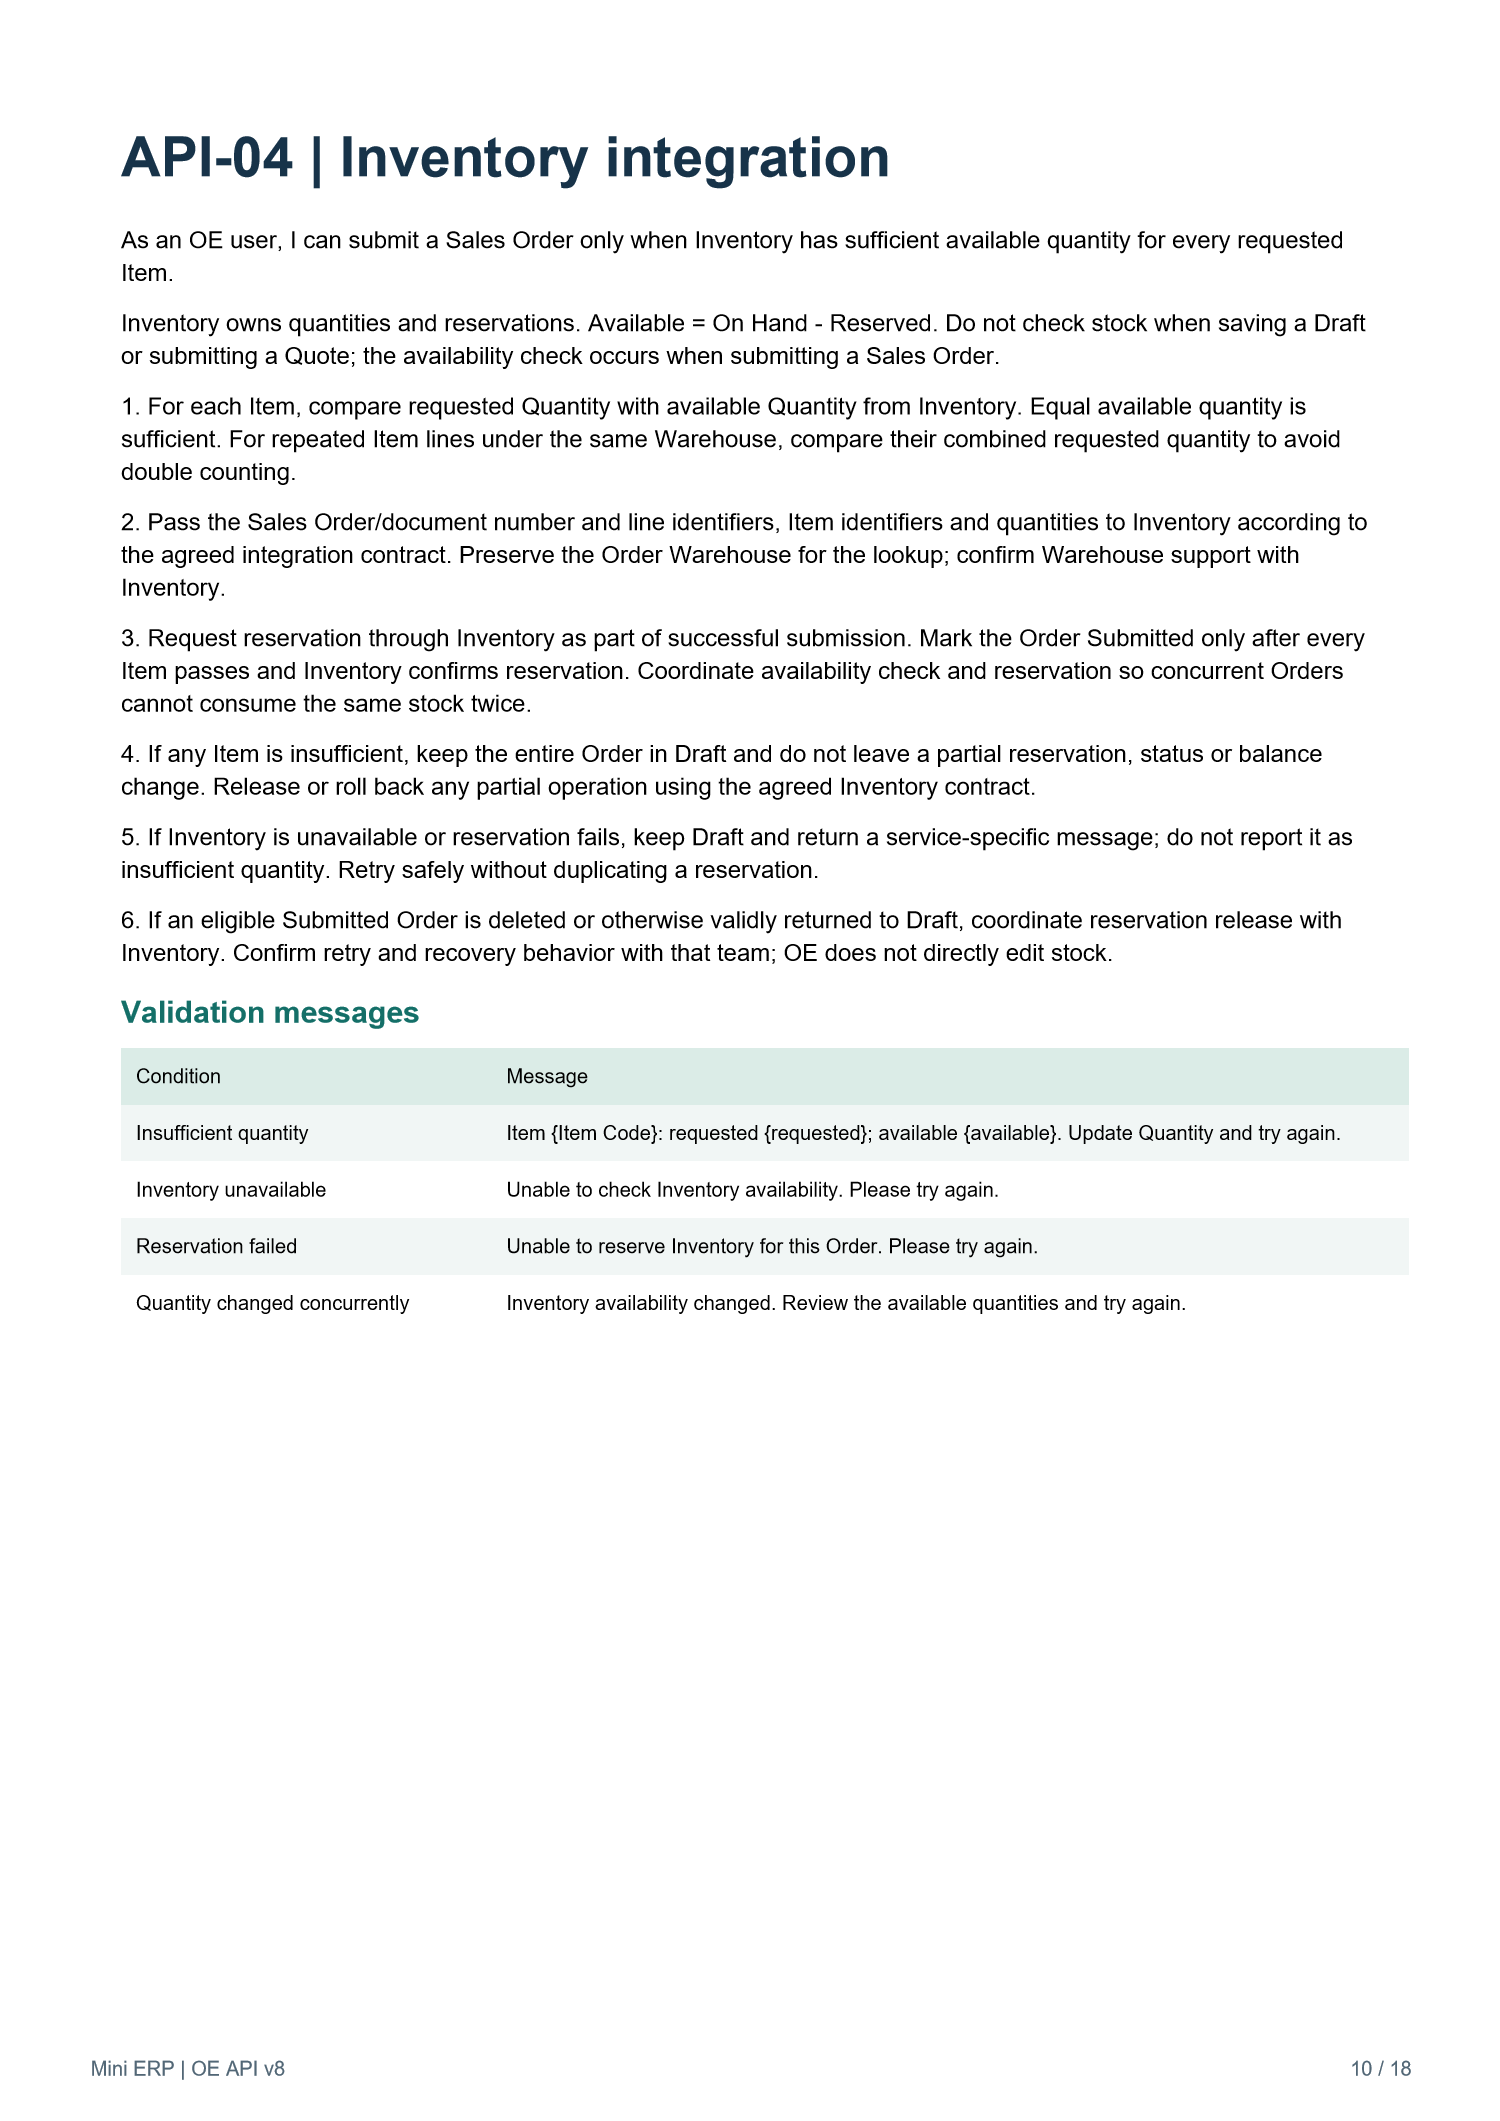 API-04 | Inventory integration
As an OE user, I can submit a Sales Order only when Inventory has sufficient available quantity for every requested
Item.
Inventory owns quantities and reservations. Available = On Hand - Reserved. Do not check stock when saving a Draft
or submitting a Quote; the availability check occurs when submitting a Sales Order.
1. For each Item, compare requested Quantity with available Quantity from Inventory. Equal available quantity is
sufficient. For repeated Item lines under the same Warehouse, compare their combined requested quantity to avoid
double counting.
2. Pass the Sales Order/document number and line identifiers, Item identifiers and quantities to Inventory according to
the agreed integration contract. Preserve the Order Warehouse for the lookup; confirm Warehouse support with
Inventory.
3. Request reservation through Inventory as part of successful submission. Mark the Order Submitted only after every
Item passes and Inventory confirms reservation. Coordinate availability check and reservation so concurrent Orders
cannot consume the same stock twice.
4. If any Item is insufficient, keep the entire Order in Draft and do not leave a partial reservation, status or balance
change. Release or roll back any partial operation using the agreed Inventory contract.
5. If Inventory is unavailable or reservation fails, keep Draft and return a service-specific message; do not report it as
insufficient quantity. Retry safely without duplicating a reservation.
6. If an eligible Submitted Order is deleted or otherwise validly returned to Draft, coordinate reservation release with
Inventory. Confirm retry and recovery behavior with that team; OE does not directly edit stock.
Validation messages
Condition Message
Insufficient quantity Item {Item Code}: requested {requested}; available {available}. Update Quantity and try again.
Inventory unavailable Unable to check Inventory availability. Please try again.
Reservation failed Unable to reserve Inventory for this Order. Please try again.
Quantity changed concurrently Inventory availability changed. Review the available quantities and try again.
Mini ERP | OE API v8 10 / 18